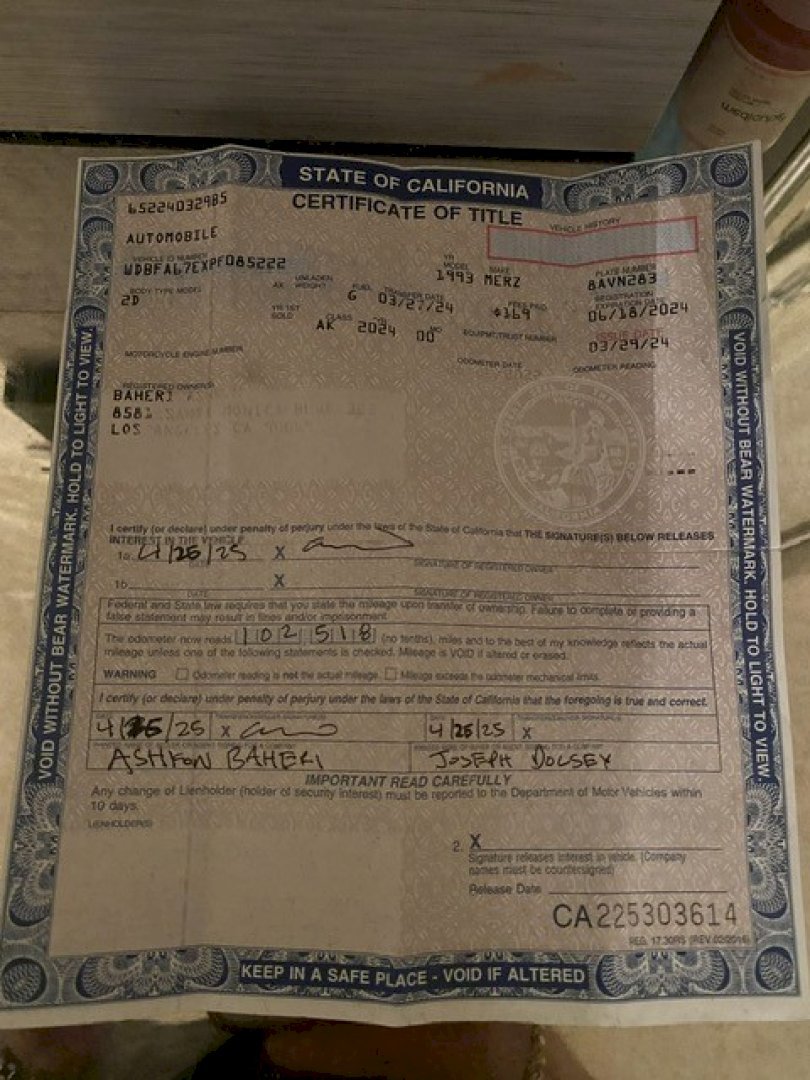 STATE OF CALIFORNIA
CERTIFICATE OF TITLE
65224032985
VEHICLE HISTORY
AUTOMOBILE
VEHICLE ID NUMBER
YR MODEL
MAKE
PLATE NUMBER
WDBFA67EXPF085222
1993 MERZ
8AVN283
BODY TYPE MODEL
AX
UNLADEN WEIGHT
FUEL
TRANSFER DATE
FEES PAID
REGISTRATION EXPIRATION DATE
2D
G
03/27/24
$169
06/18/2024
YR 1ST SOLD
CLASS
YR
MO
EQUIPMT/TRUST NUMBER
ISSUE DATE
AK
2024
00
03/29/24
MOTORCYCLE ENGINE NUMBER
ODOMETER DATE
ODOMETER READING
REGISTERED OWNER(S)
BAHERI
8581
LOS
I certify (or declare) under penalty of perjury under the laws of the State of California that THE SIGNATURE(S) BELOW RELEASES
INTEREST IN THE VEHICLE.
1a. 4/25/25 X
DATE
SIGNATURE OF REGISTERED OWNER
1b. X
DATE
SIGNATURE OF REGISTERED OWNER
Federal and State law requires that you state the mileage upon transfer of ownership. Failure to complete or providing a
false statement may result in fines and/or imprisonment.
The odometer now reads 102518 (no tenths), miles and to the best of my knowledge reflects the actual
mileage unless one of the following statements is checked. Mileage is VOID if altered or erased.
WARNING Odometer reading is not the actual mileage. Mileage exceeds the odometer mechanical limits.
I certify (or declare) under penalty of perjury under the laws of the State of California that the foregoing is true and correct.
4/25/25 X
4/25/25 X
ASHKON BAHERI
JOSEPH DOLSEY
IMPORTANT READ CAREFULLY
Any change of Lienholder (holder of security interest) must be reported to the Department of Motor Vehicles within
10 days.
LIENHOLDER(S)
2. X
Signature releases interest in vehicle. (Company
names must be countersigned)
Release Date
CA225303614
REG. 17.30RS (REV. 02/2016)
KEEP IN A SAFE PLACE - VOID IF ALTERED
VOID WITHOUT BEAR WATERMARK. HOLD TO LIGHT TO VIEW.
VOID WITHOUT BEAR WATERMARK. HOLD TO LIGHT TO VIEW.